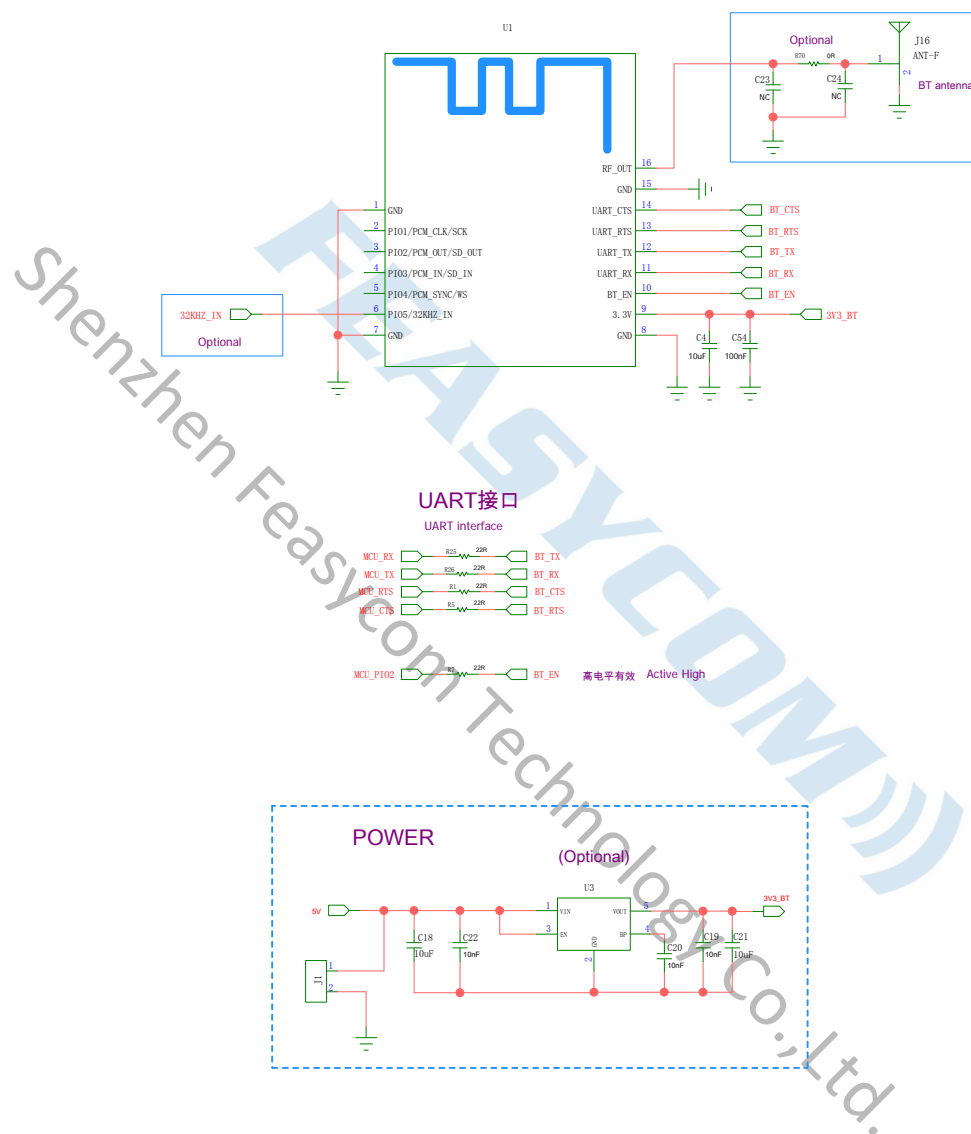 U1
Optional
R70 0R
J16
ANT-F
C23
NC
C24
NC
1
2
BT antenna
RF_OUT 16
GND 15
1 GND
UART_CTS 14 BT_CTS
2 PIO1/PCM_CLK/SCK
UART_RTS 13 BT_RTS
3 PIO2/PCM_OUT/SD_OUT
UART_TX 12 BT_TX
4 PIO3/PCM_IN/SD_IN
UART_RX 11 BT_RX
5 PIO4/PCM_SYNC/WS
BT_EN 10 BT_EN
32KHZ_IN
6 PIO5/32KHZ_IN
3.3V 9 3V3_BT
Optional
7 GND
GND 8
C4
10uF
C54
100nF
UART接口
UART interface
MCU_RX R25 22R BT_TX
MCU_TX R26 22R BT_RX
MCU_RTS R1 22R BT_CTS
MCU_CTS R5 22R BT_RTS
MCU_PIO2 22R BT_EN 高电平有效 Active High
POWER
(Optional)
U3
5V
1 VIN
VOUT 5
3V3_BT
3 EN
BP 4
GND
2
C18
10uF
C22
10nF
C20
10nF
C19
10nF
C21
10uF
J1
1
2
FEASYCOM
Shenzhen Feasycom Technology Co.,Ltd.